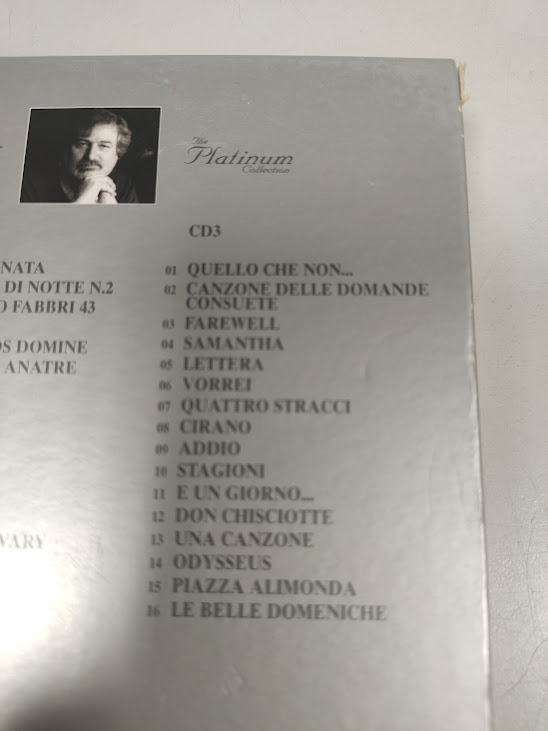 The
Platinum
Collection
NATA
DI NOTTE N.2
O FABBRI 43
OS DOMINE
ANATRE
VARY
CD3
01 QUELLO CHE NON...
02 CANZONE DELLE DOMANDE
CONSUETE
03 FAREWELL
04 SAMANTHA
05 LETTERA
06 VORREI
07 QUATTRO STRACCI
08 CIRANO
09 ADDIO
10 STAGIONI
11 E UN GIORNO...
12 DON CHISCIOTTE
13 UNA CANZONE
14 ODYSSEUS
15 PIAZZA ALIMONDA
16 LE BELLE DOMENICHE